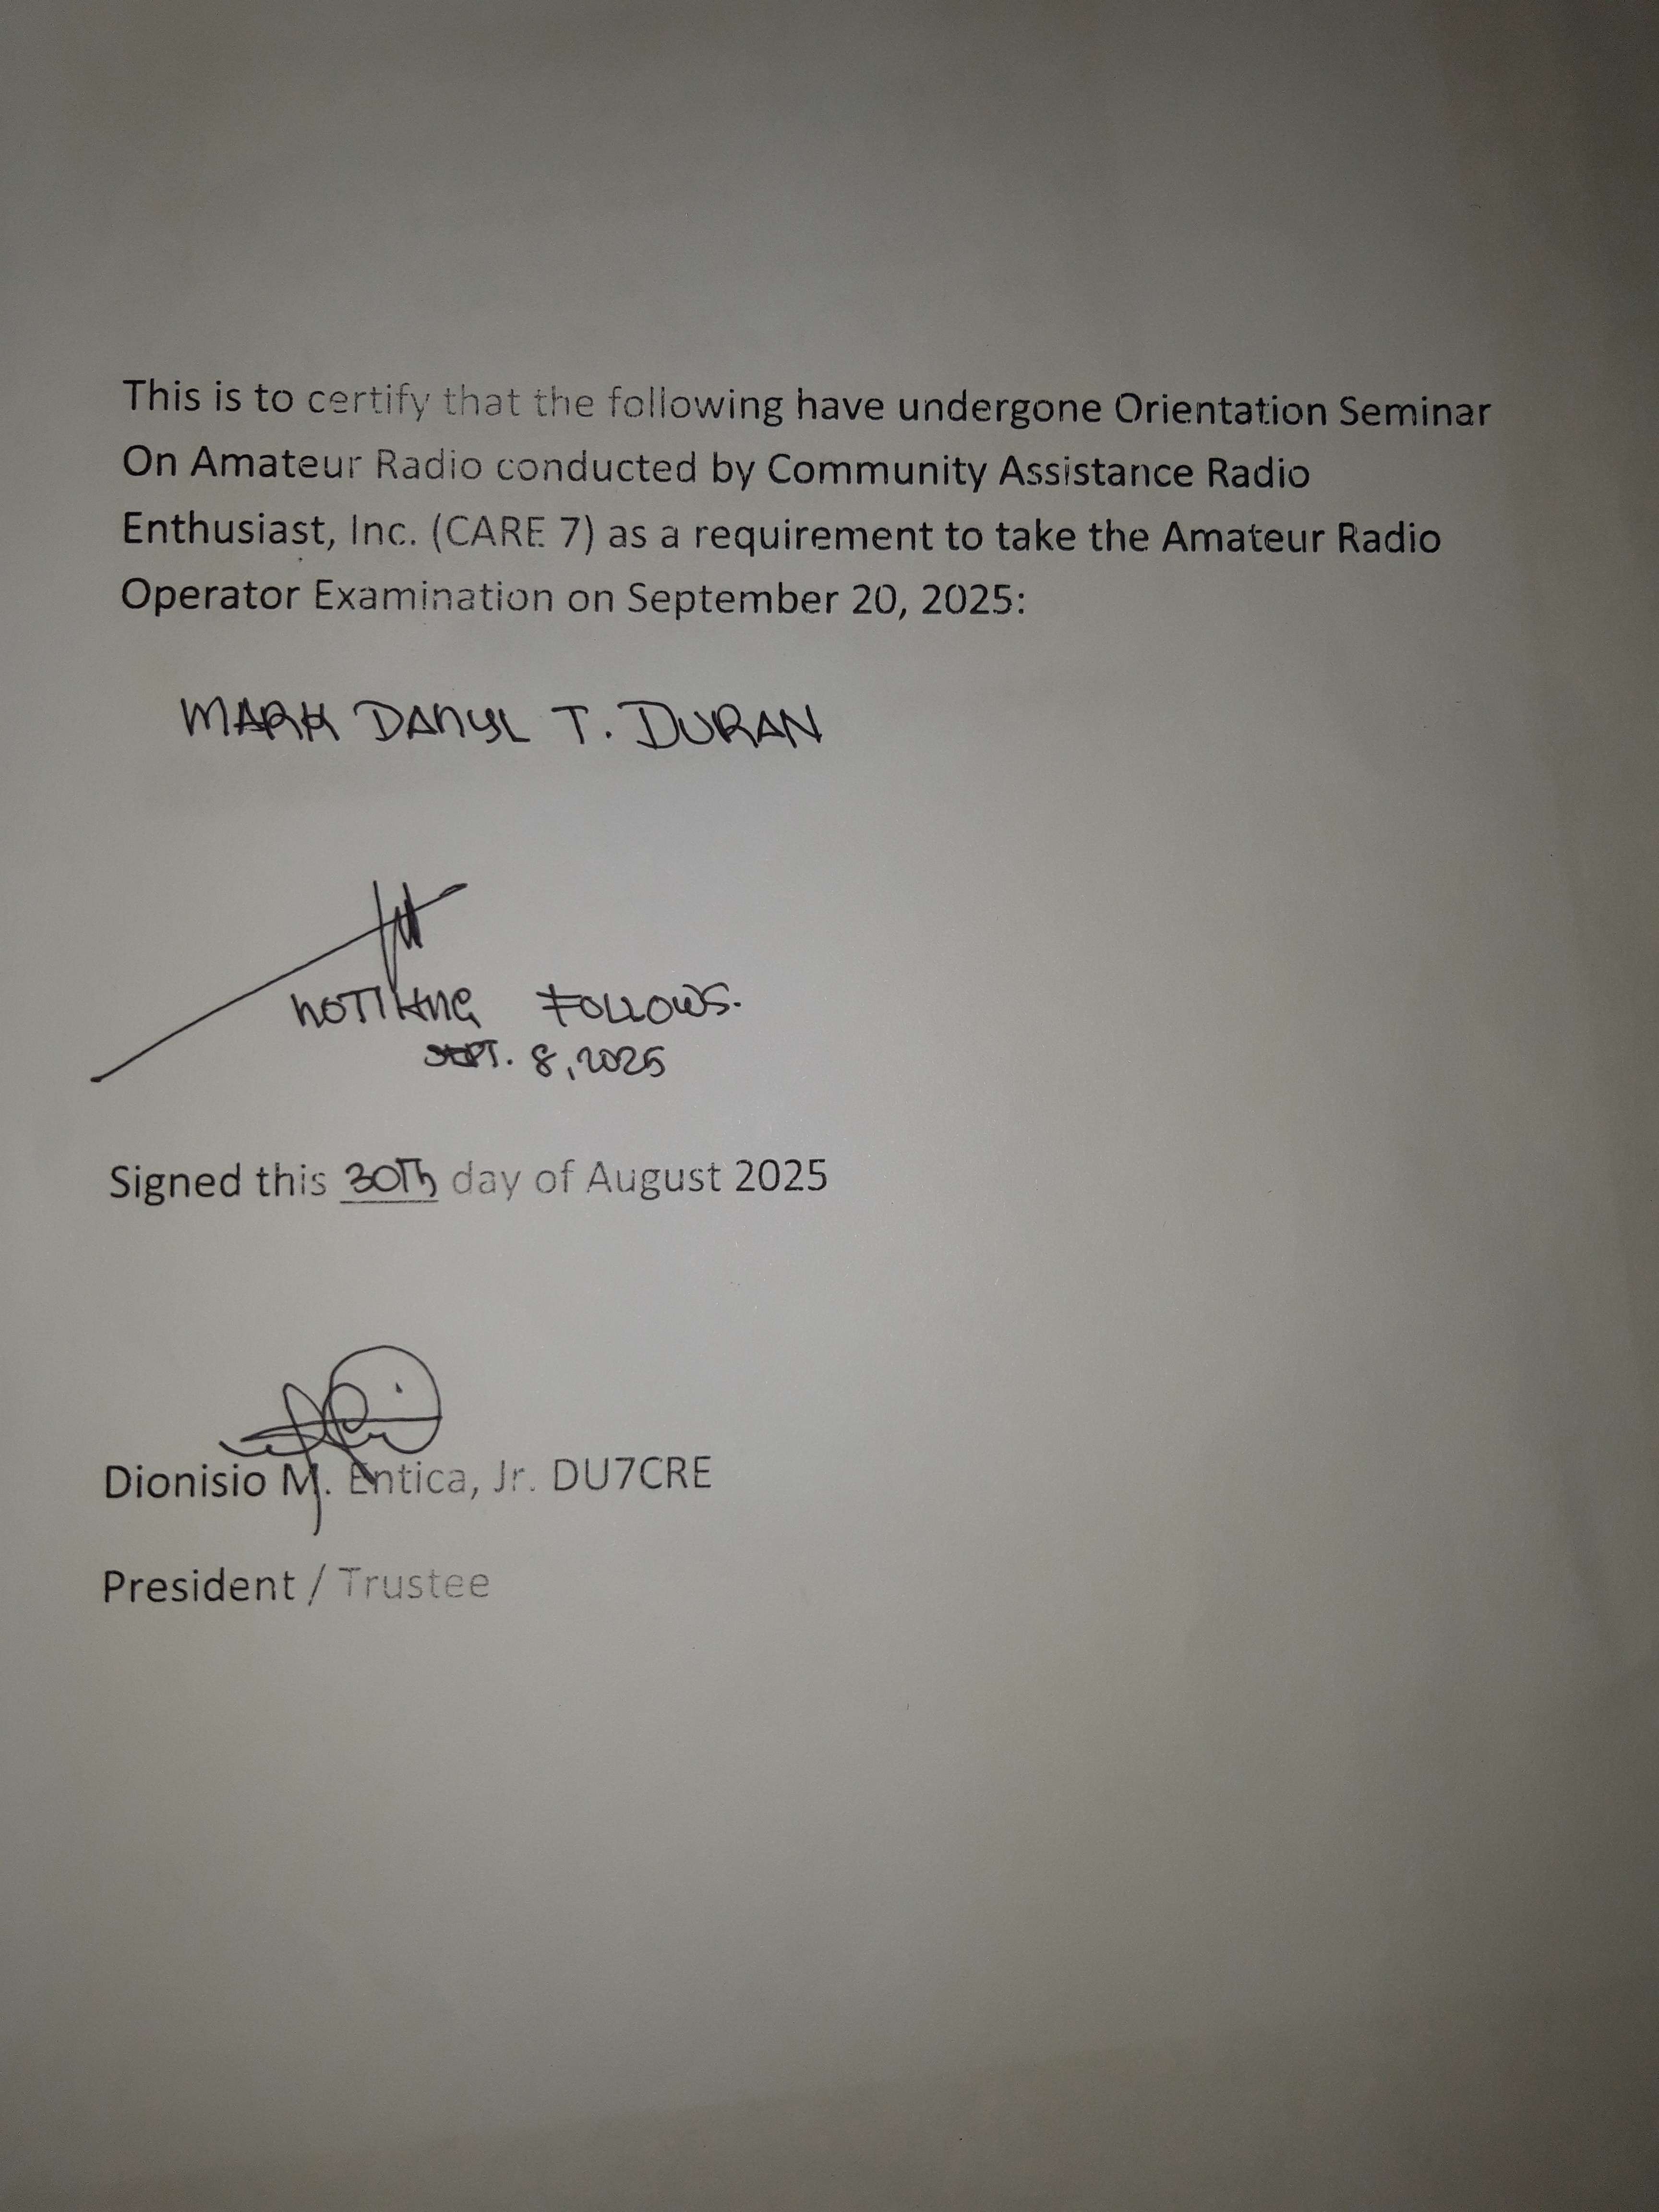 This is to certify that the following have undergone Orientation Seminar
On Amateur Radio conducted by Community Assistance Radio
Enthusiast, Inc. (CARE 7) as a requirement to take the Amateur Radio
Operator Examination on September 20, 2025:
MARK DANYL T. DURAN
NOTHING FOLLOWS.
SEPT. 8, 2025
Signed this 30Th day of August 2025
Dionisio M. Entica, Jr. DU7CRE
President / Trustee